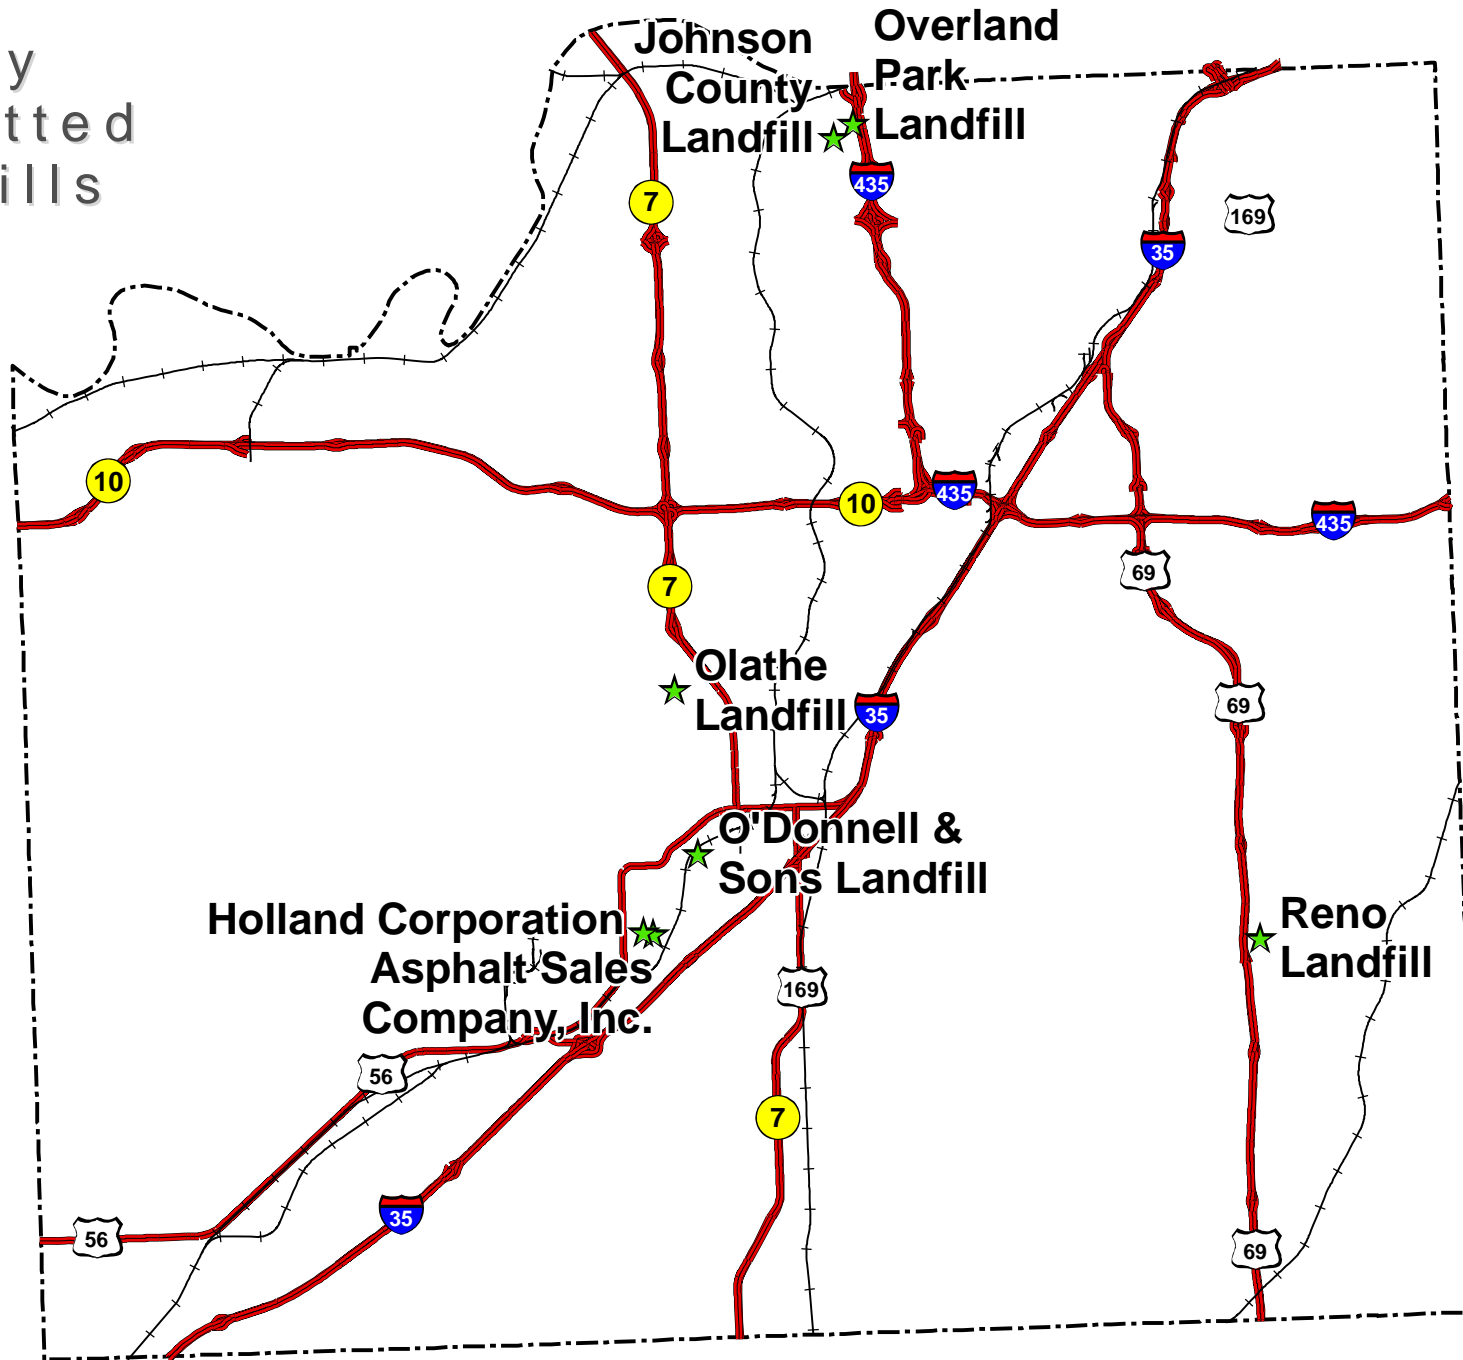 y
tted
ills
Johnson
County
Landfill
Overland
Park
Landfill
7
435
169
35
10
10
435
435
69
7
Olathe
Landfill
35
69
O'Donnell &
Sons Landfill
Holland Corporation
Asphalt Sales
Company, Inc.
Reno
Landfill
169
56
7
35
56
69